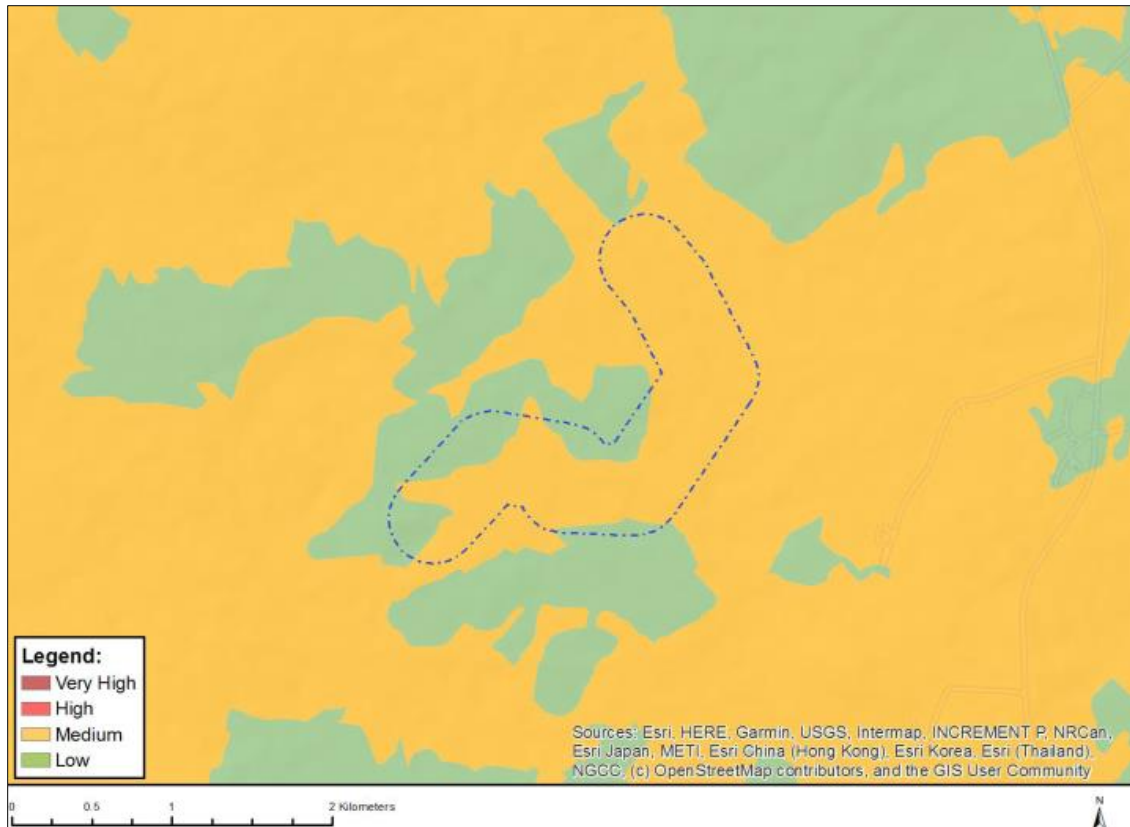 Legend:
Very High
High
Medium
Low
Sources: Esri, HERE, Garmin, USGS, Intermap, INCREMENT P, NRCan,
Esri Japan, METI, Esri China (Hong Kong), Esri Korea, Esri (Thailand),
NGCC, (c) OpenStreetMap contributors, and the GIS User Community
0 0.5 1 2 Kilometers
N